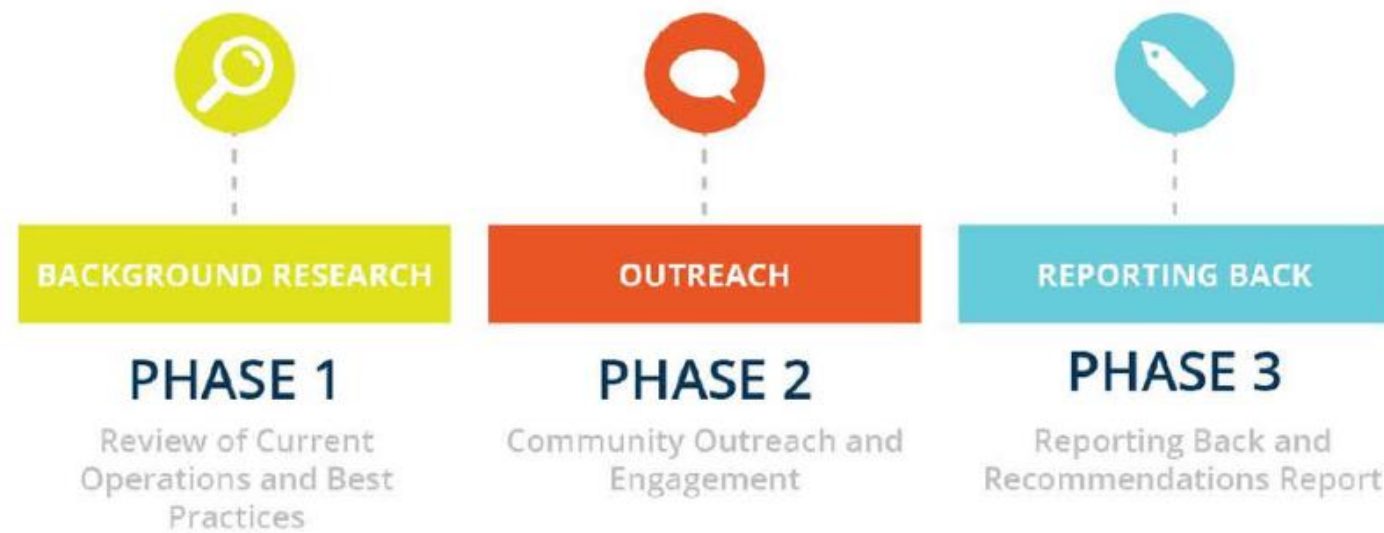 BACKGROUND RESEARCH
PHASE 1
Review of Current
Operations and Best
Practices
OUTREACH
PHASE 2
Community Outreach and
Engagement
REPORTING BACK
PHASE 3
Reporting Back and
Recommendations Report